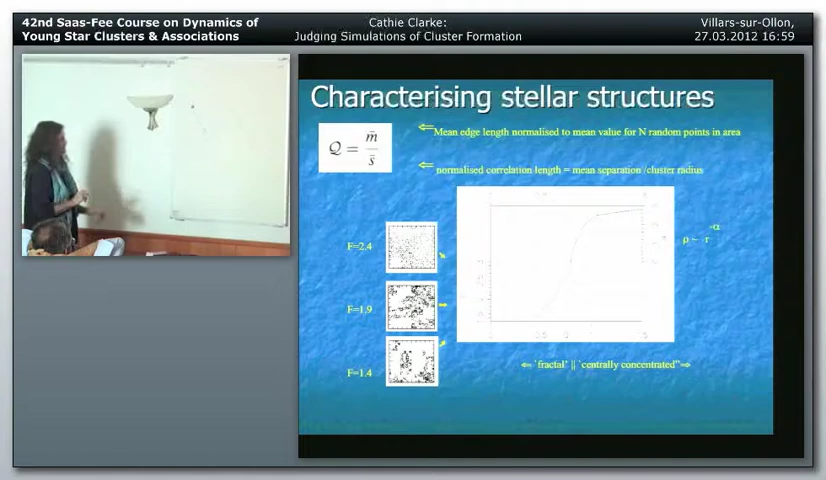 42nd Saas-Fee Course on Dynamics of
Young Star Clusters & Associations
Cathie Clarke:
Judging Simulations of Cluster Formation
Villars-sur-Ollon,
27.03.2012 16:59
Characterising stellar structures
Q = m̄ / s̄
⇐ Mean edge length normalised to mean value for N random points in area
⇐ normalised correlation length = mean separation /cluster radius
F=2.4
F=1.9
F=1.4
ρ ~ r^-α
⇐ `fractal' || `centrally concentrated'' ⇒